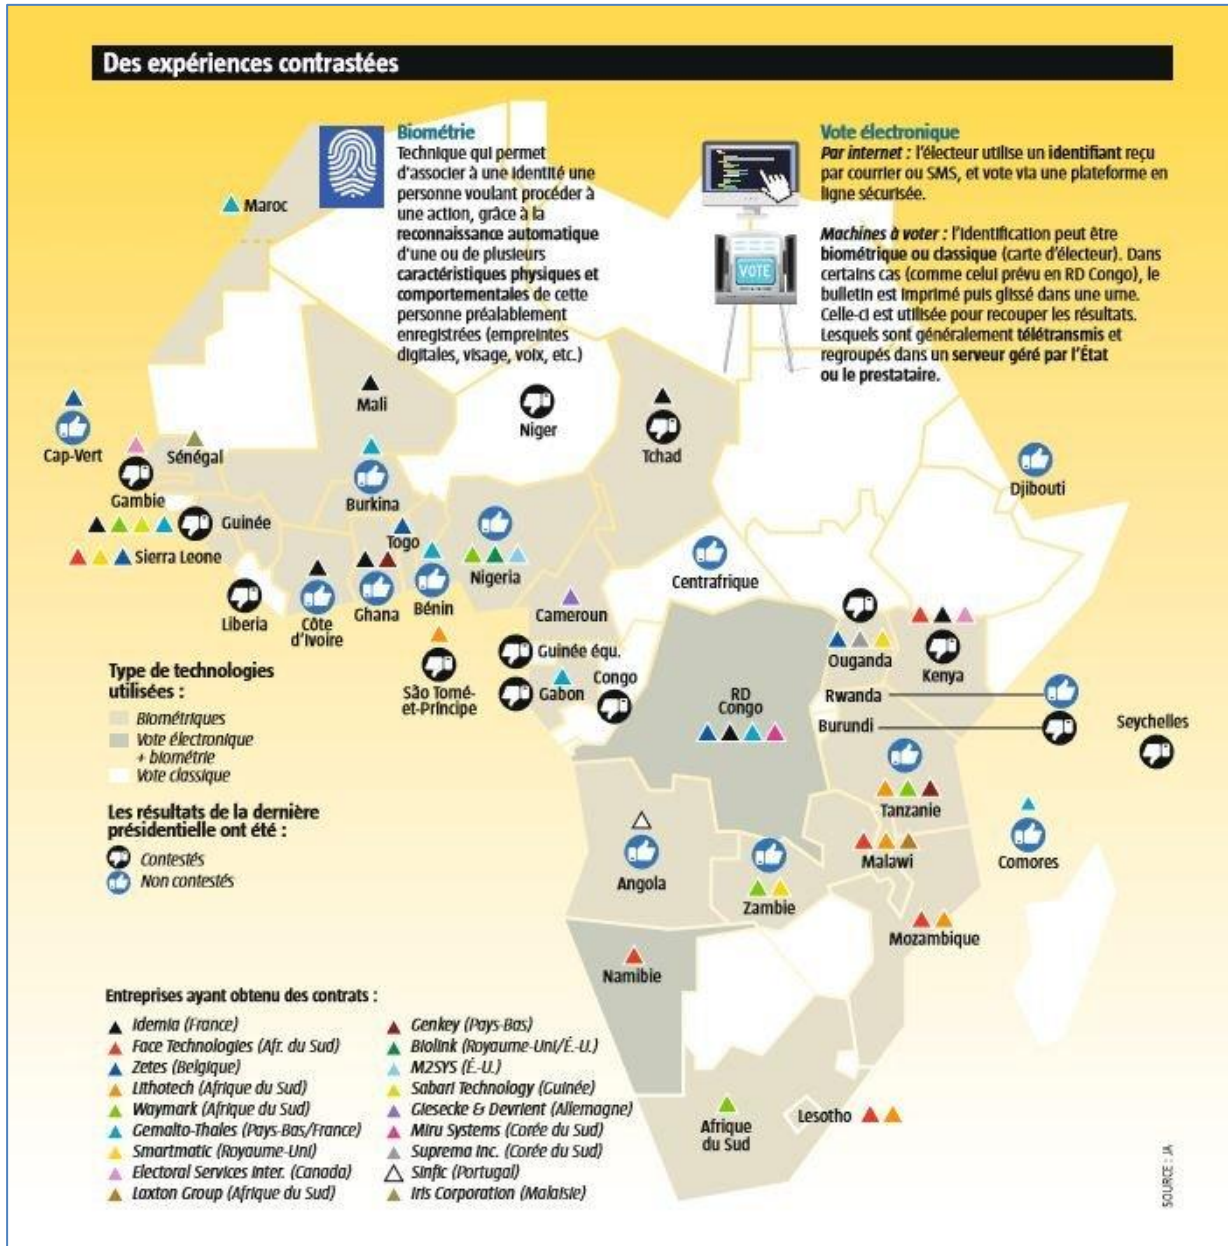 Des expériences contrastées
Biométrie
Technique qui permet
d'associer à une identité une
personne voulant procéder à
une action, grâce à la
reconnaissance automatique
d'une ou de plusieurs
caractéristiques physiques et
comportementales de cette
personne préalablement
enregistrées (empreintes
digitales, visage, voix, etc.)
Vote électronique
Par internet : l'électeur utilise un identifiant reçu
par courrier ou SMS, et vote via une plateforme en
ligne sécurisée.
Machines à voter : l'identification peut être
biométrique ou classique (carte d'électeur). Dans
certains cas (comme celui prévu en RD Congo), le
bulletin est imprimé puis glissé dans une urne.
Celle-ci est utilisée pour recouper les résultats.
Lesquels sont généralement télétransmis et
regroupés dans un serveur géré par l'État
ou le prestataire.
VOTE
Maroc
Mali
Niger
Tchad
Cap-Vert
Sénégal
Gambie
Burkina
Djibouti
Guinée
Togo
Sierra Leone
Nigeria
Centrafrique
Liberia
Côte
d'Ivoire
Ghana
Bénin
Cameroun
Ouganda
Kenya
Guinée équ.
São Tomé-
et-Príncipe
Gabon
Congo
RD
Congo
Rwanda
Burundi
Seychelles
Tanzanie
Angola
Zambie
Malawi
Comores
Mozambique
Namibie
Afrique
du Sud
Lesotho
Type de technologies
utilisées :
Biométriques
Vote électronique
+ biométrie
Vote classique
Les résultats de la dernière
présidentielle ont été :
Contestés
Non contestés
Entreprises ayant obtenu des contrats :
Idemia (France)
Face Technologies (Afr. du Sud)
Zetes (Belgique)
Lithotech (Afrique du Sud)
Waymark (Afrique du Sud)
Gemalto-Thales (Pays-Bas/France)
Smartmatic (Royaume-Uni)
Electoral Services Inter. (Canada)
Laxton Group (Afrique du Sud)
Genkey (Pays-Bas)
Biolink (Royaume-Uni/É.-U.)
M2SYS (É.-U.)
Sabari Technology (Guinée)
Giesecke & Devrient (Allemagne)
Miru Systems (Corée du Sud)
Suprema Inc. (Corée du Sud)
Sinfic (Portugal)
Iris Corporation (Malaisie)
SOURCE : JA